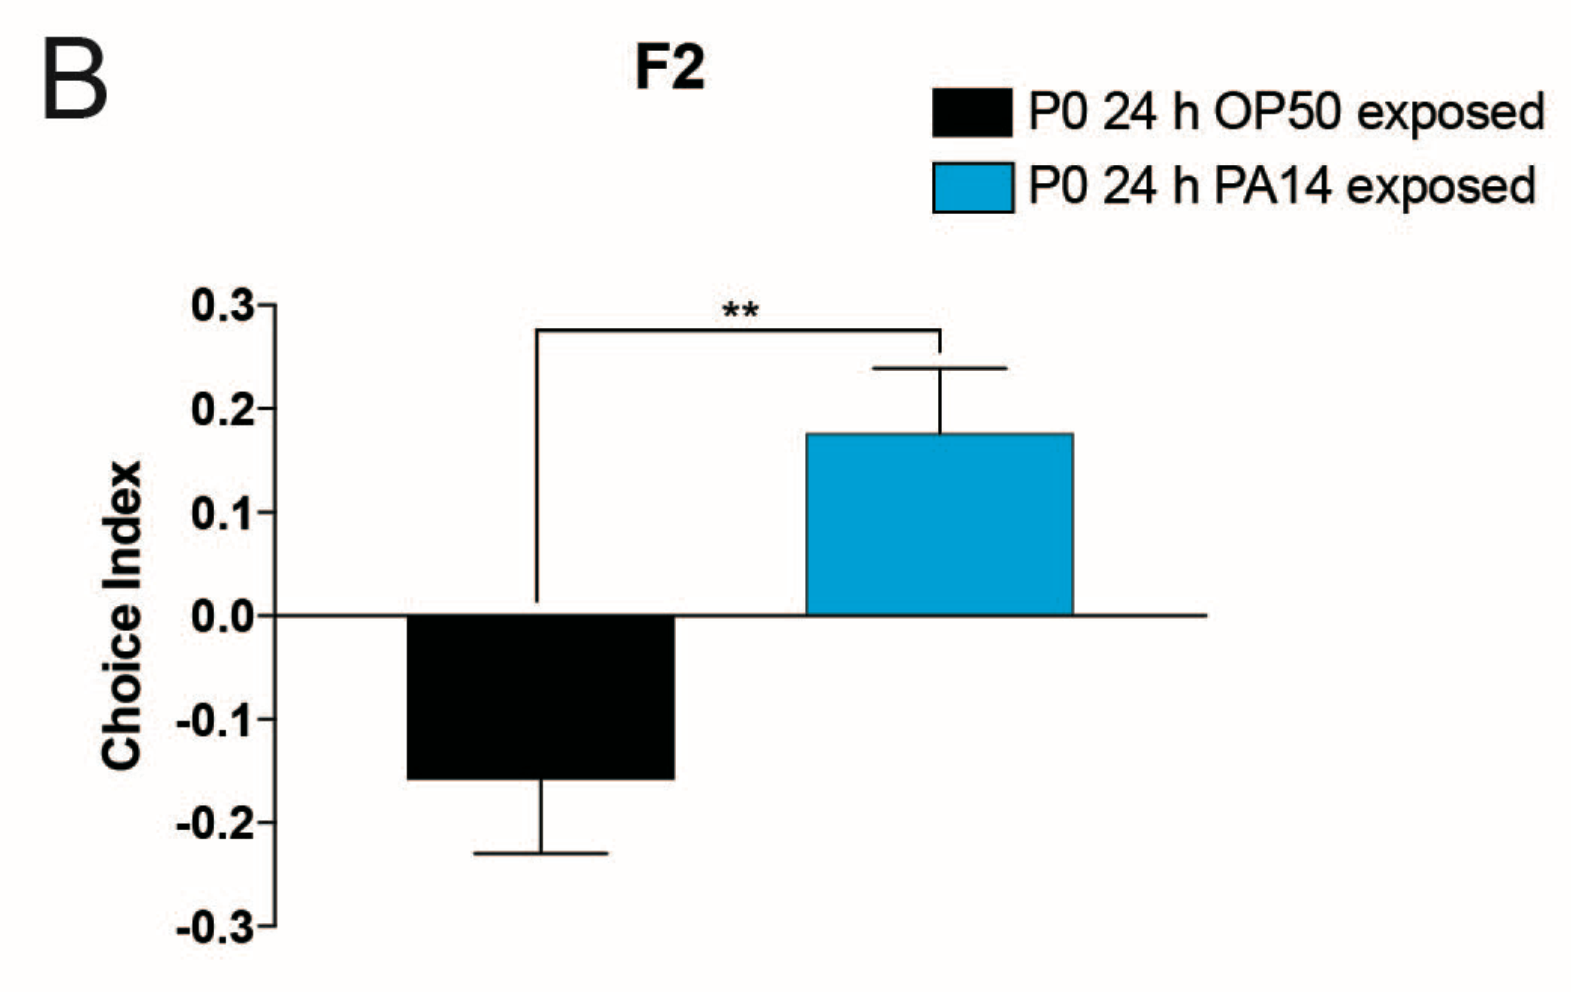 B
F2
P0 24 h OP50 exposed
P0 24 h PA14 exposed
**
0.3
0.2
0.1
0.0
-0.1
-0.2
-0.3
Choice Index